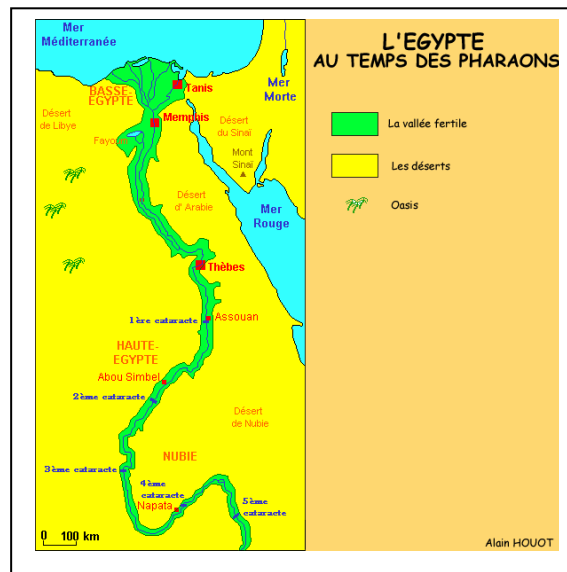 L'EGYPTE
AU TEMPS DES PHARAONS
Mer
Méditerranée
Mer
Morte
Tanis
BASSE-
EGYPTE
Désert
de Libye
Memphis
Désert
du Sinaï
Fayoum
Mont
Sinaï
La vallée fertile
Les déserts
Oasis
Désert
d' Arabie
Mer
Rouge
Thèbes
1ère cataracte
Assouan
HAUTE-
EGYPTE
Abou Simbel
2ème cataracte
Désert
de Nubie
NUBIE
3ème cataracte
4ème
cataracte
Napata
5ème
cataracte
0 100 km
Alain HOUOT